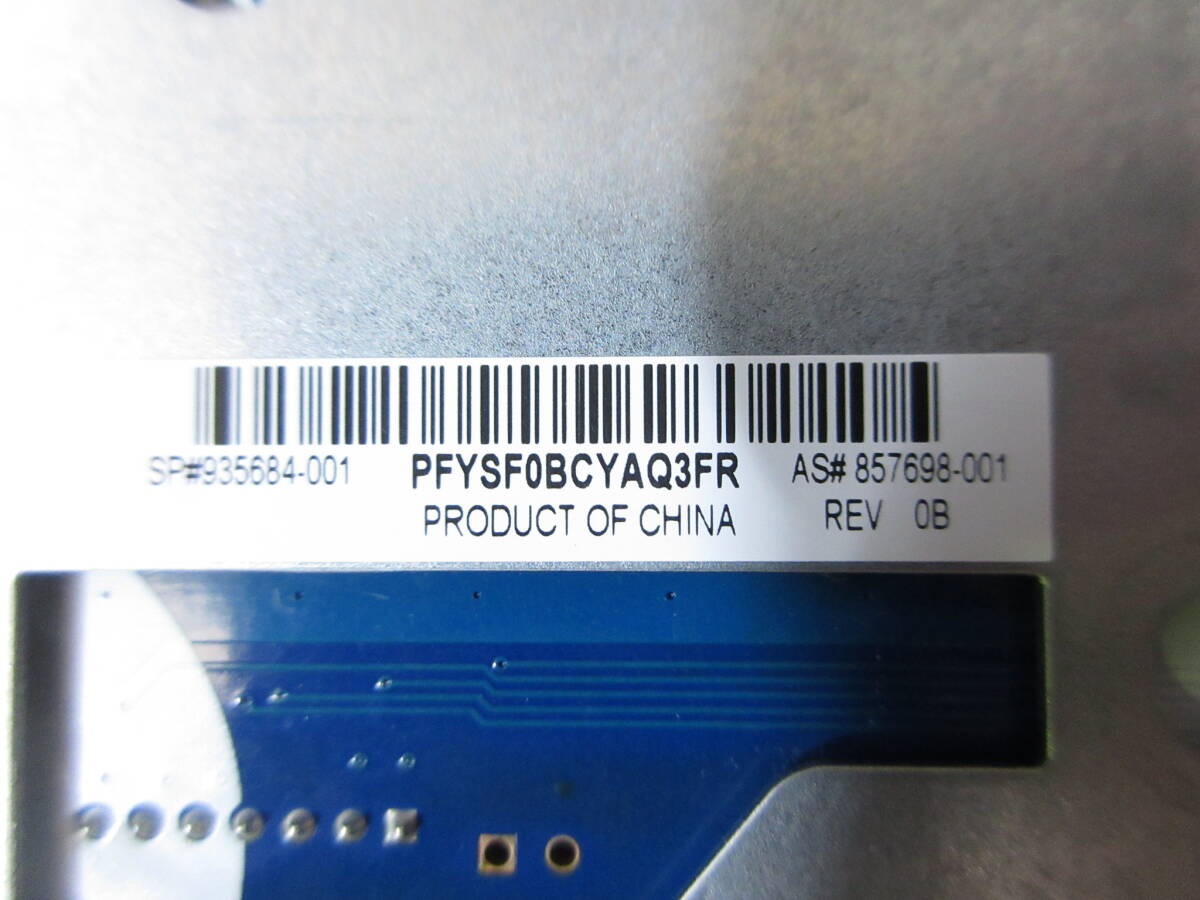 SP#935684-001 PFYSF0BCYAQ3FR AS# 857698-001
PRODUCT OF CHINA REV 0B